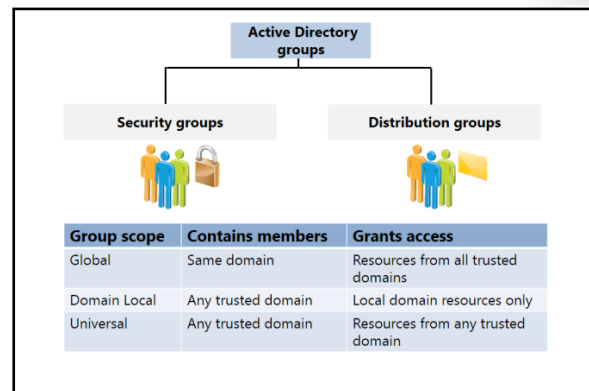 Active Directory
groups
Security groups
Distribution groups
Group scope Contains members Grants access
Global Same domain Resources from all trusted
domains
Domain Local Any trusted domain Local domain resources only
Universal Any trusted domain Resources from any trusted
domain